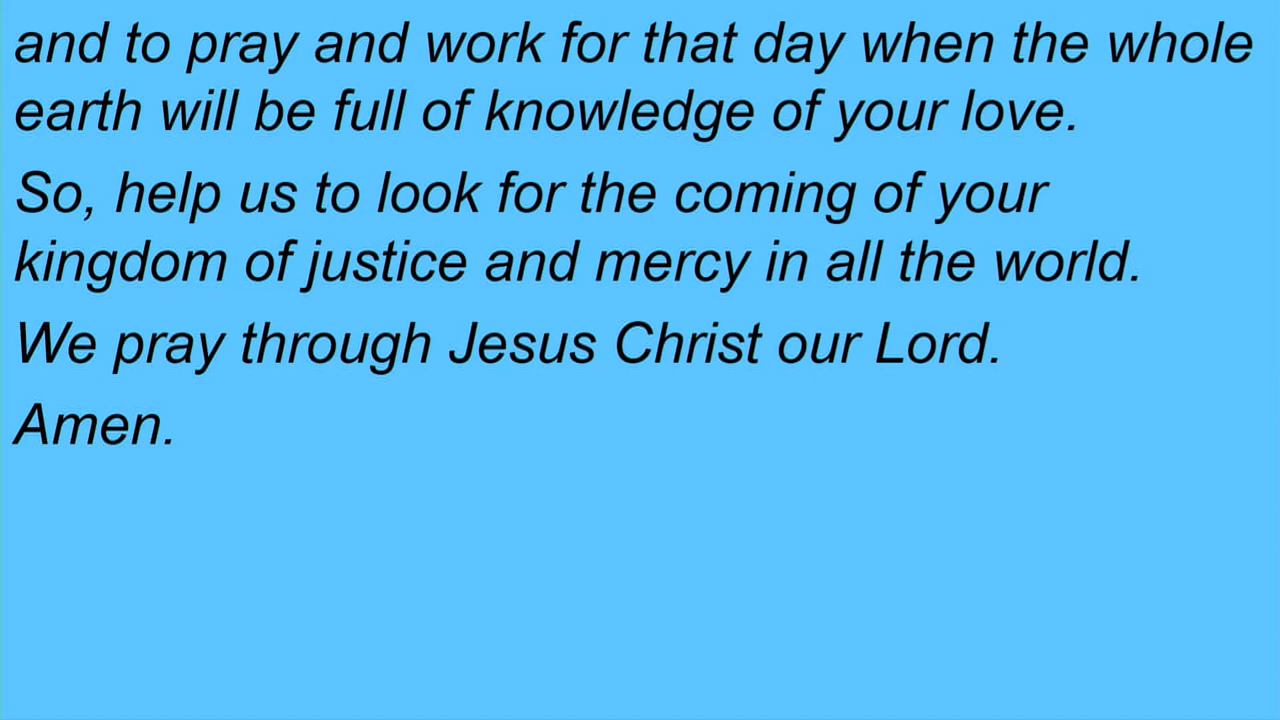 and to pray and work for that day when the whole
earth will be full of knowledge of your love.
So, help us to look for the coming of your
kingdom of justice and mercy in all the world.
We pray through Jesus Christ our Lord.
Amen.